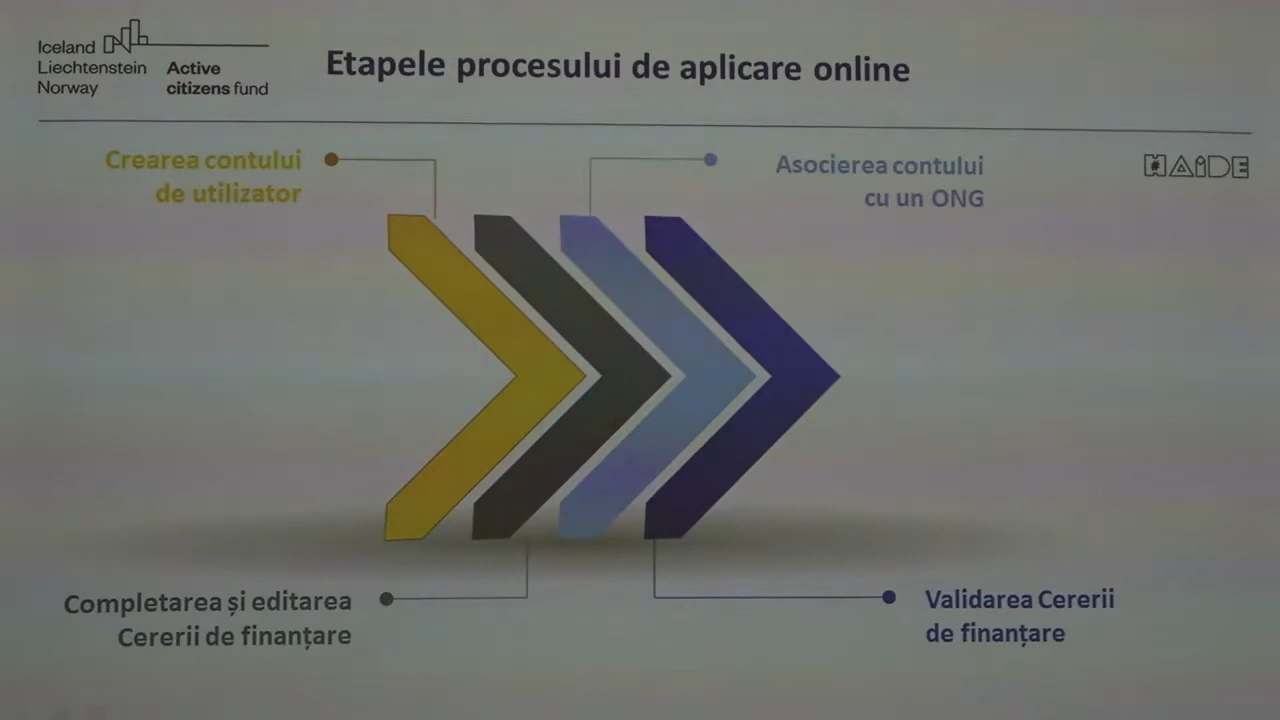 Iceland
Liechtenstein
Norway
Active
citizens fund
Etapele procesului de aplicare online
Crearea contului
de utilizator
Asocierea contului
cu un ONG
#HAIDE
Completarea și editarea
Cererii de finanțare
Validarea Cererii
de finanțare